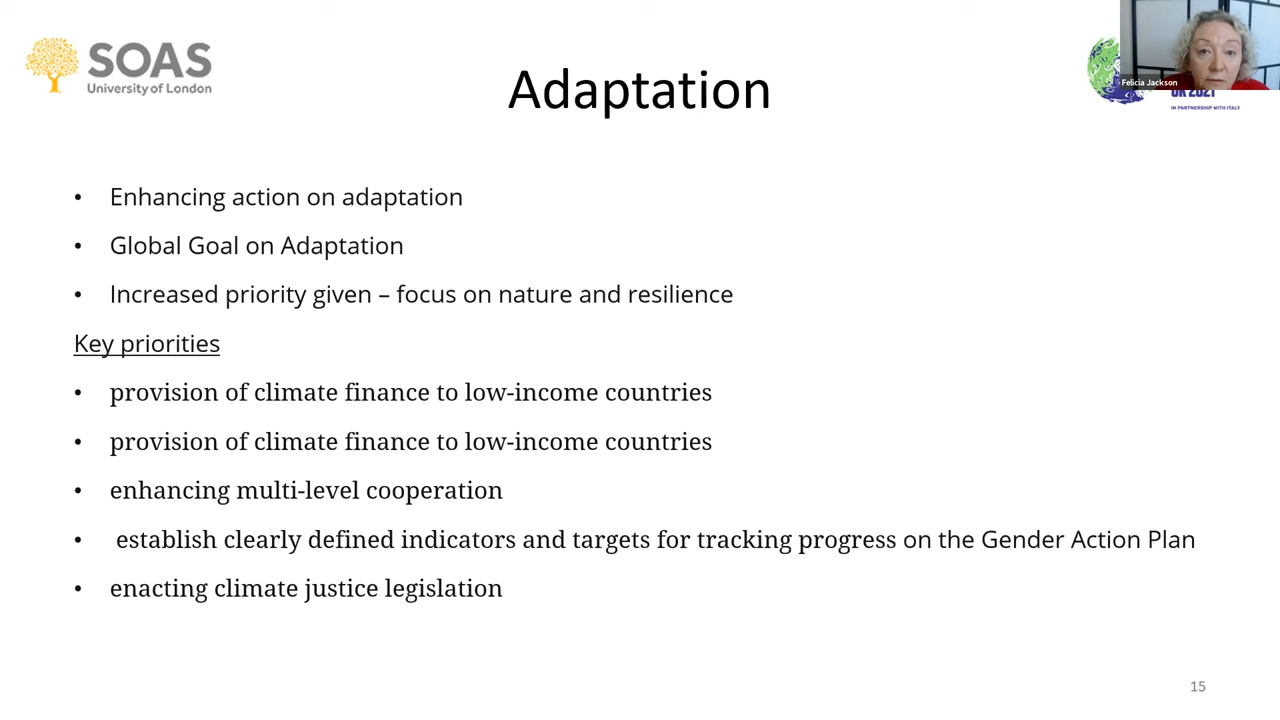 SOAS
University of London
Adaptation
Felicia Jackson
UK 2021
IN PARTNERSHIP WITH ITALY
• Enhancing action on adaptation
• Global Goal on Adaptation
• Increased priority given – focus on nature and resilience
Key priorities
• provision of climate finance to low-income countries
• provision of climate finance to low-income countries
• enhancing multi-level cooperation
• establish clearly defined indicators and targets for tracking progress on the Gender Action Plan
• enacting climate justice legislation
15